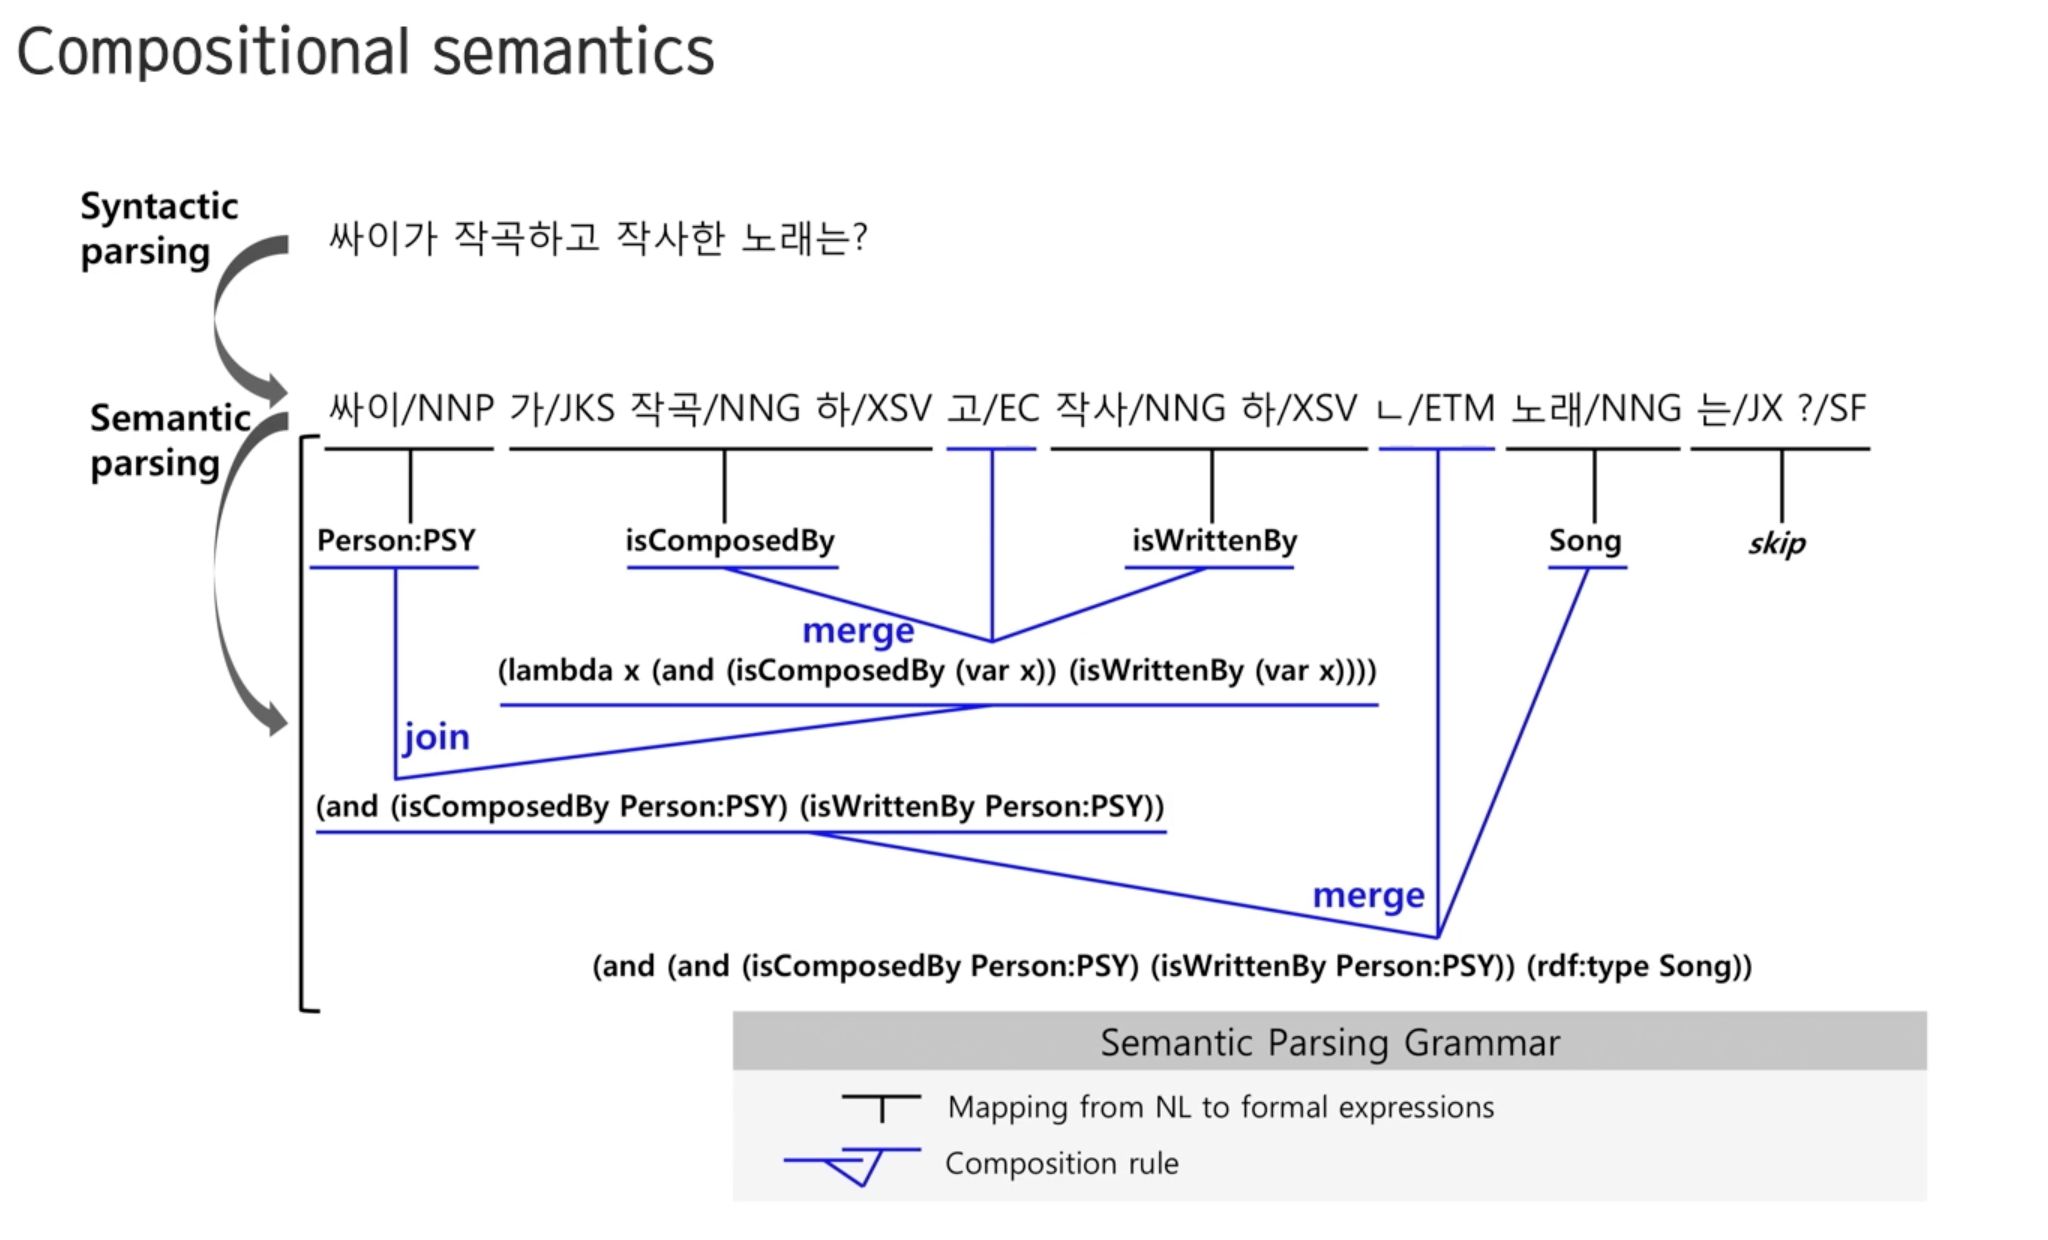 Compositional semantics
Syntactic
parsing
싸이가 작곡하고 작사한 노래는?
Semantic
parsing
싸이/NNP 가/JKS 작곡/NNG 하/XSV 고/EC 작사/NNG 하/XSV ㄴ/ETM 노래/NNG 는/JX ?/SF
Person:PSY isComposedBy isWrittenBy Song skip
merge
(lambda x (and (isComposedBy (var x)) (isWrittenBy (var x))))
join
(and (isComposedBy Person:PSY) (isWrittenBy Person:PSY))
merge
(and (and (isComposedBy Person:PSY) (isWrittenBy Person:PSY)) (rdf:type Song))
Semantic Parsing Grammar
Mapping from NL to formal expressions
Composition rule